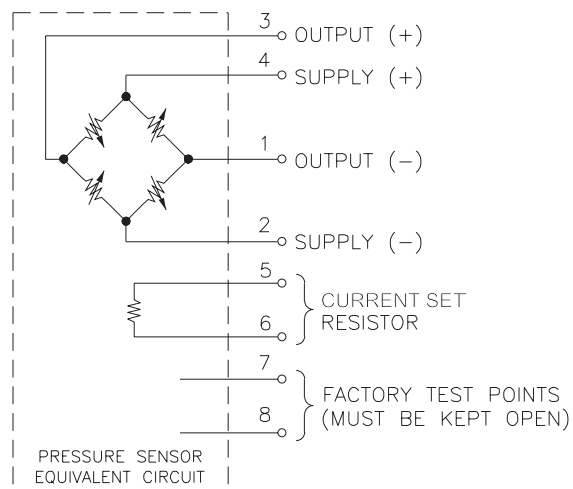 3 OUTPUT (+)
4 SUPPLY (+)
1 OUTPUT (−)
2 SUPPLY (−)
5
CURRENT SET
RESISTOR
6
7
FACTORY TEST POINTS
(MUST BE KEPT OPEN)
8
PRESSURE SENSOR
EQUIVALENT CIRCUIT